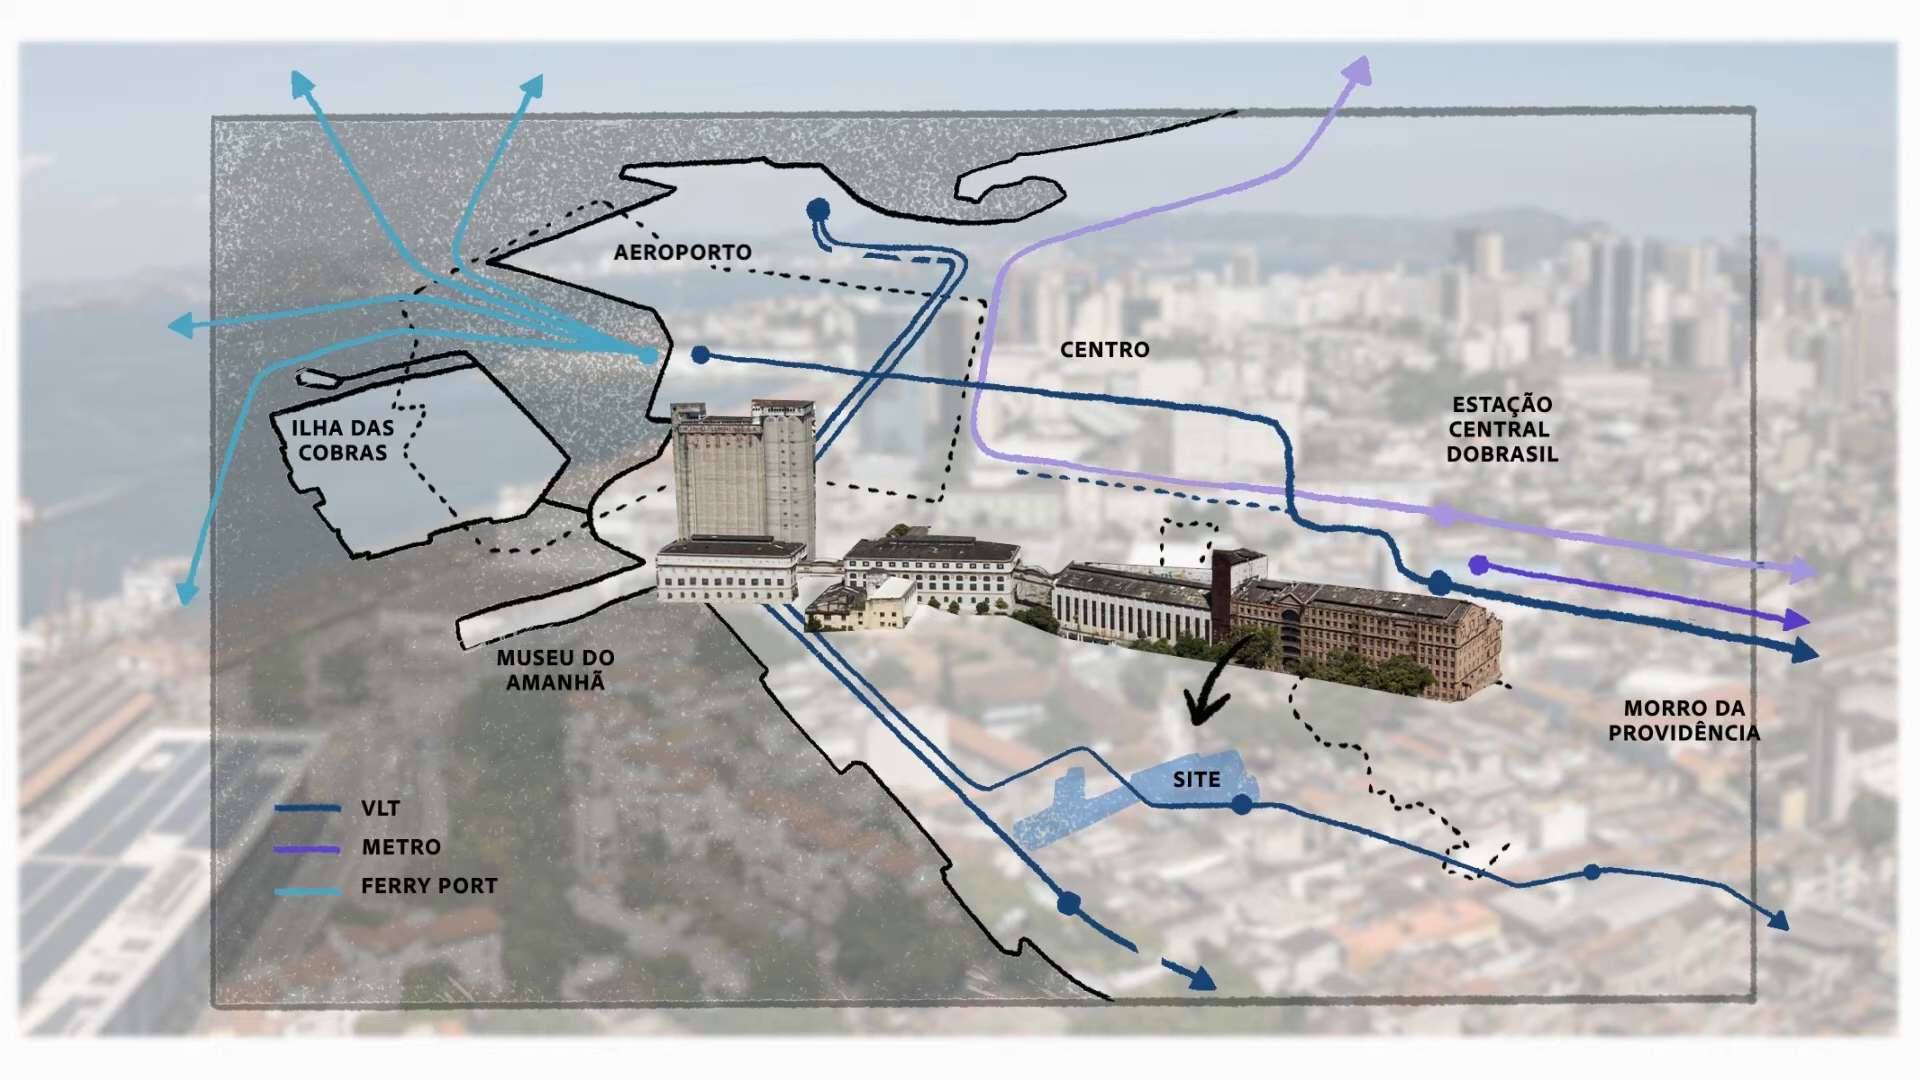 AEROPORTO
CENTRO
ESTAÇÃO
CENTRAL
DOBRASIL
ILHA DAS
COBRAS
MUSEU DO
AMANHÃ
MORRO DA
PROVIDÊNCIA
SITE
VLT
METRO
FERRY PORT